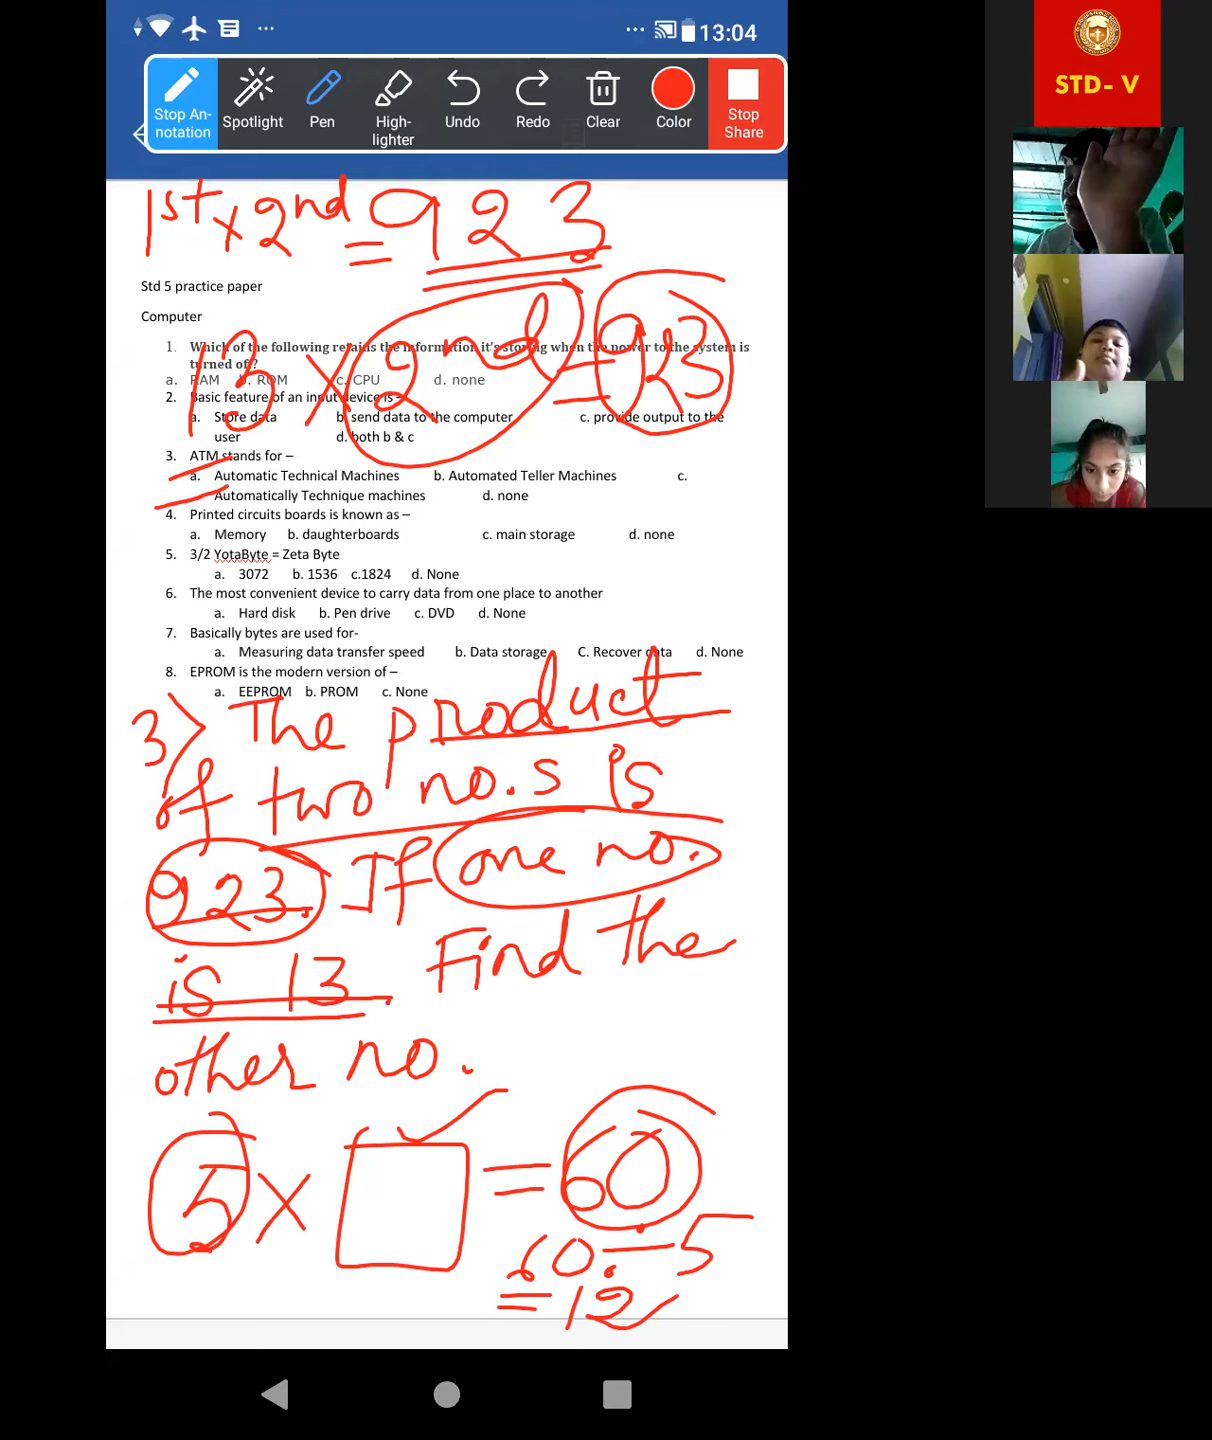 13:04
Stop An-
notation
Spotlight
Pen
High-
lighter
Undo
Redo
Clear
Color
Stop
Share
STD- V
1st x 2nd = 923
Std 5 practice paper
Computer
1. Which of the following retains the information it's storing when the power to the system is
turned off?
a. RAM b. ROM c. CPU d. none
13 x 2nd = 923
2. Basic feature of an input device is –
a. Store data b. send data to the computer c. provide output to the
user d. both b & c
3. ATM stands for –
a. Automatic Technical Machines b. Automated Teller Machines c.
Automatically Technique machines d. none
4. Printed circuits boards is known as –
a. Memory b. daughterboards c. main storage d. none
5. 3/2 YotaByte = Zeta Byte
a. 3072 b. 1536 c.1824 d. None
6. The most convenient device to carry data from one place to another
a. Hard disk b. Pen drive c. DVD d. None
7. Basically bytes are used for-
a. Measuring data transfer speed b. Data storage C. Recover data d. None
8. EPROM is the modern version of –
a. EEPROM b. PROM c. None
3> The product
of two no.s is
923. If one no.
is 13. Find the
other no.
5 x = 60
60 ÷ 5
= 12